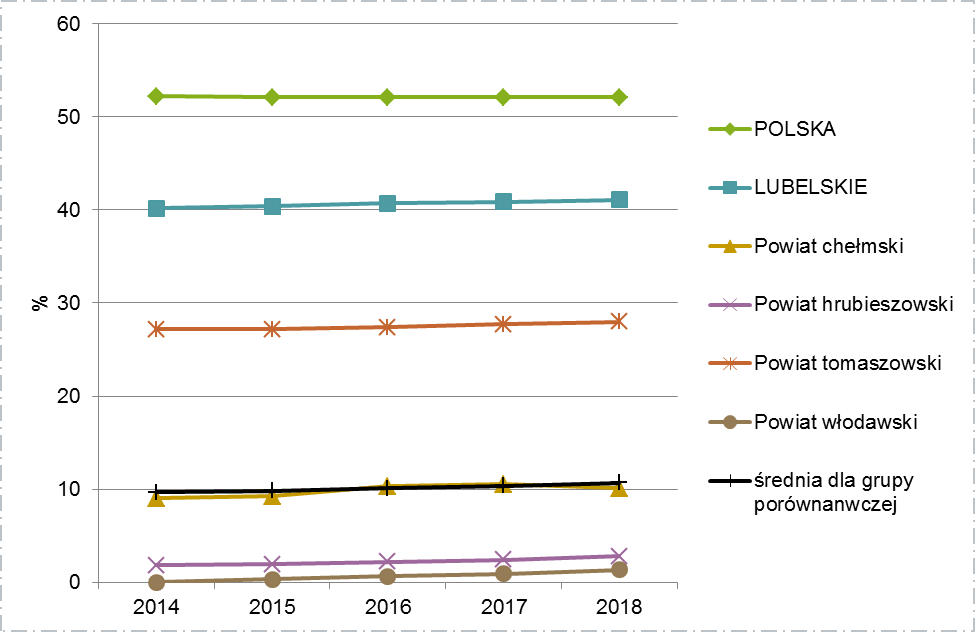 60
50
40
30
20
10
0
%
2014 2015 2016 2017 2018
POLSKA
LUBELSKIE
Powiat chełmski
Powiat hrubieszowski
Powiat tomaszowski
Powiat włodawski
średnia dla grupy
porównanwczej